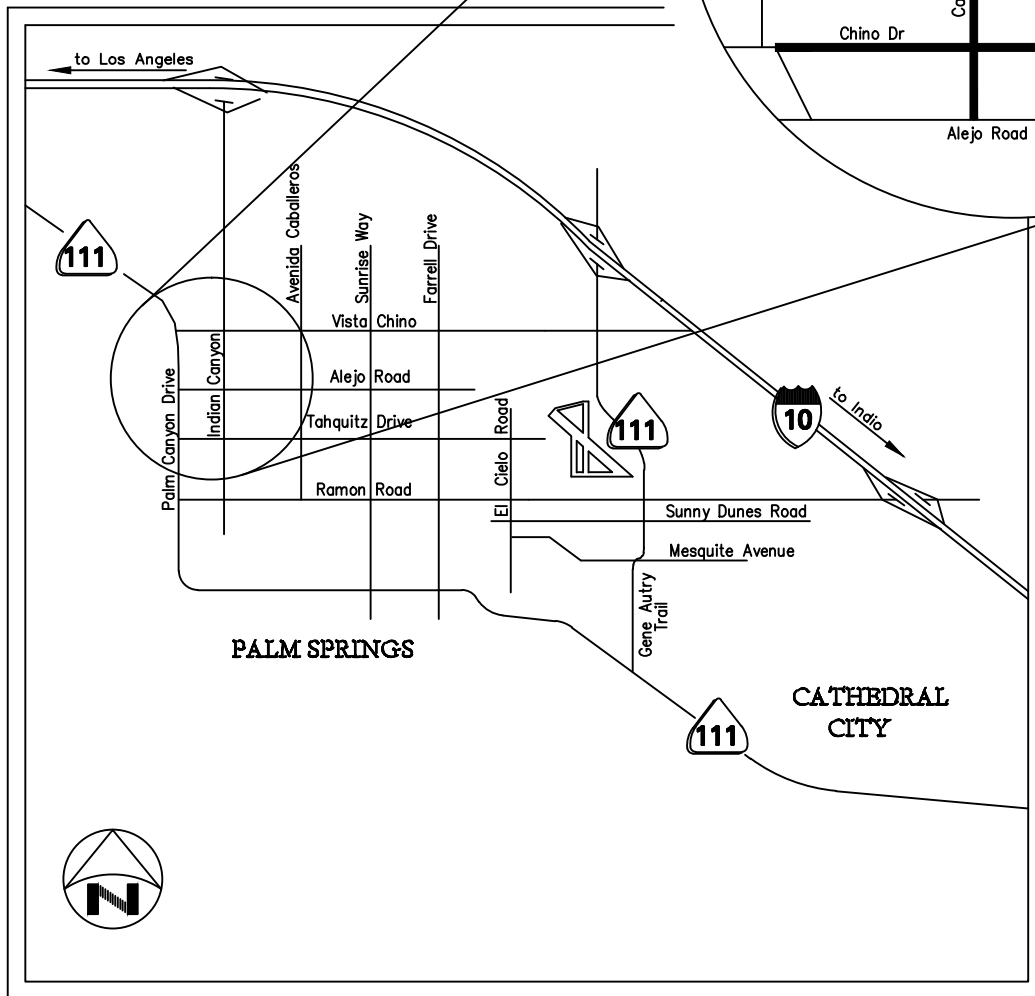 Ca
Chino Dr
Alejo Road
to Los Angeles
111
Avenida Caballeros
Sunrise Way
Farrell Drive
Vista Chino
Indian Canyon
Alejo Road
Palm Canyon Drive
Tahquitz Drive
El Cielo Road
111
10
to Indio
Ramon Road
Sunny Dunes Road
Mesquite Avenue
Gene Autry
Trail
PALM SPRINGS
CATHEDRAL
CITY
111
N